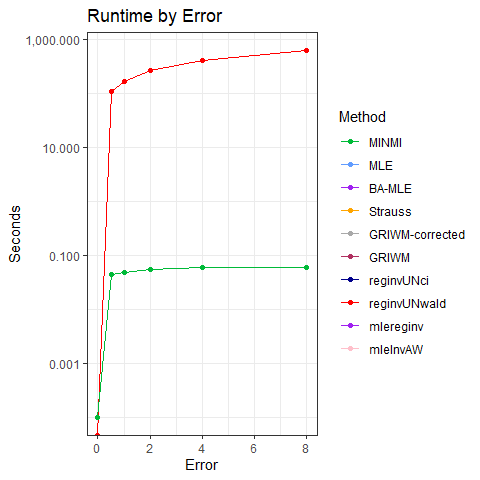 Runtime by Error
1,000.000
10.000
0.100
0.001
Seconds
0 2 4 6 8
Error
Method
MINMI
MLE
BA-MLE
Strauss
GRIWM-corrected
GRIWM
reginvUNci
reginvUNwald
mlereginv
mleInvAW